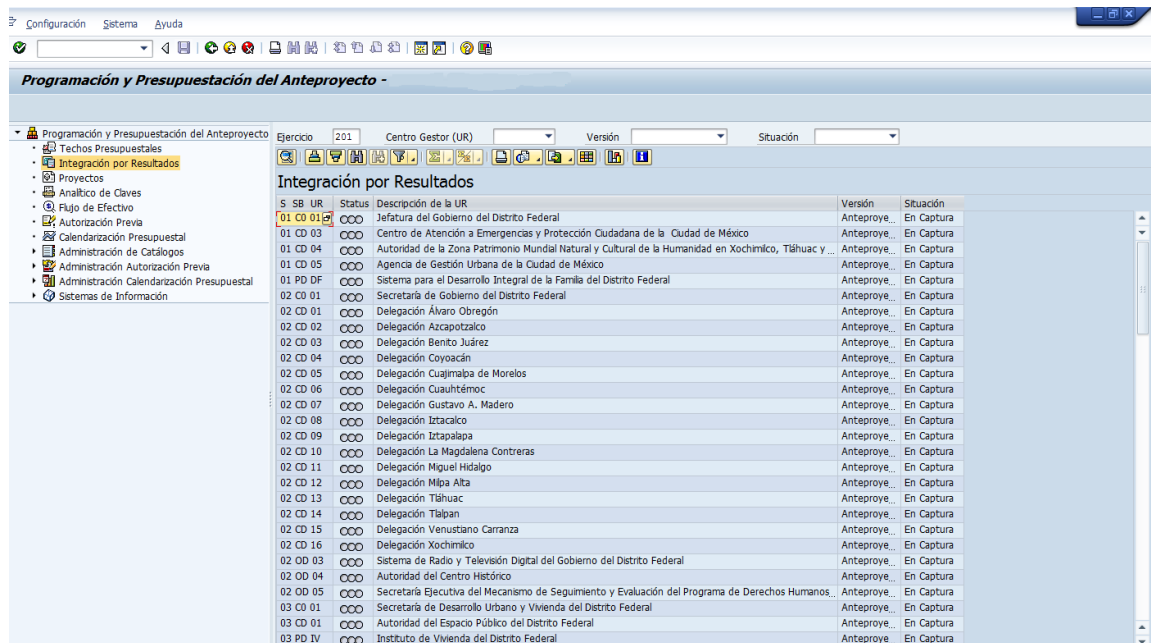 Configuración Sistema Ayuda
Programación y Presupuestación del Anteproyecto -
Programación y Presupuestación del Anteproyecto
Techos Presupuestales
Integración por Resultados
Proyectos
Analítico de Claves
Flujo de Efectivo
Autorización Previa
Calendarización Presupuestal
Administración de Catálogos
Administración Autorización Previa
Administración Calendarización Presupuestal
Sistemas de Información
Ejercicio 201 Centro Gestor (UR) Versión Situación
Integración por Resultados
S SB UR Status Descripción de la UR Versión Situación
01 C0 01 Jefatura del Gobierno del Distrito Federal Anteproye... En Captura
01 CD 03 Centro de Atención a Emergencias y Protección Ciudadana de la Ciudad de México Anteproye... En Captura
01 CD 04 Autoridad de la Zona Patrimonio Mundial Natural y Cultural de la Humanidad en Xochimilco, Tláhuac y ... Anteproye... En Captura
01 CD 05 Agencia de Gestión Urbana de la Ciudad de México Anteproye... En Captura
01 PD DF Sistema para el Desarrollo Integral de la Familia del Distrito Federal Anteproye... En Captura
02 C0 01 Secretaría de Gobierno del Distrito Federal Anteproye... En Captura
02 CD 01 Delegación Álvaro Obregón Anteproye... En Captura
02 CD 02 Delegación Azcapotzalco Anteproye... En Captura
02 CD 03 Delegación Benito Juárez Anteproye... En Captura
02 CD 04 Delegación Coyoacán Anteproye... En Captura
02 CD 05 Delegación Cuajimalpa de Morelos Anteproye... En Captura
02 CD 06 Delegación Cuauhtémoc Anteproye... En Captura
02 CD 07 Delegación Gustavo A. Madero Anteproye... En Captura
02 CD 08 Delegación Iztacalco Anteproye... En Captura
02 CD 09 Delegación Iztapalapa Anteproye... En Captura
02 CD 10 Delegación La Magdalena Contreras Anteproye... En Captura
02 CD 11 Delegación Miguel Hidalgo Anteproye... En Captura
02 CD 12 Delegación Milpa Alta Anteproye... En Captura
02 CD 13 Delegación Tláhuac Anteproye... En Captura
02 CD 14 Delegación Tlalpan Anteproye... En Captura
02 CD 15 Delegación Venustiano Carranza Anteproye... En Captura
02 CD 16 Delegación Xochimilco Anteproye... En Captura
02 OD 03 Sistema de Radio y Televisión Digital del Gobierno del Distrito Federal Anteproye... En Captura
02 OD 04 Autoridad del Centro Histórico Anteproye... En Captura
02 OD 05 Secretaría Ejecutiva del Mecanismo de Seguimiento y Evaluación del Programa de Derechos Humanos... Anteproye... En Captura
03 C0 01 Secretaría de Desarrollo Urbano y Vivienda del Distrito Federal Anteproye... En Captura
03 CD 01 Autoridad del Espacio Público del Distrito Federal Anteproye... En Captura
03 PD IV Instituto de Vivienda del Distrito Federal Anteproye En Captura